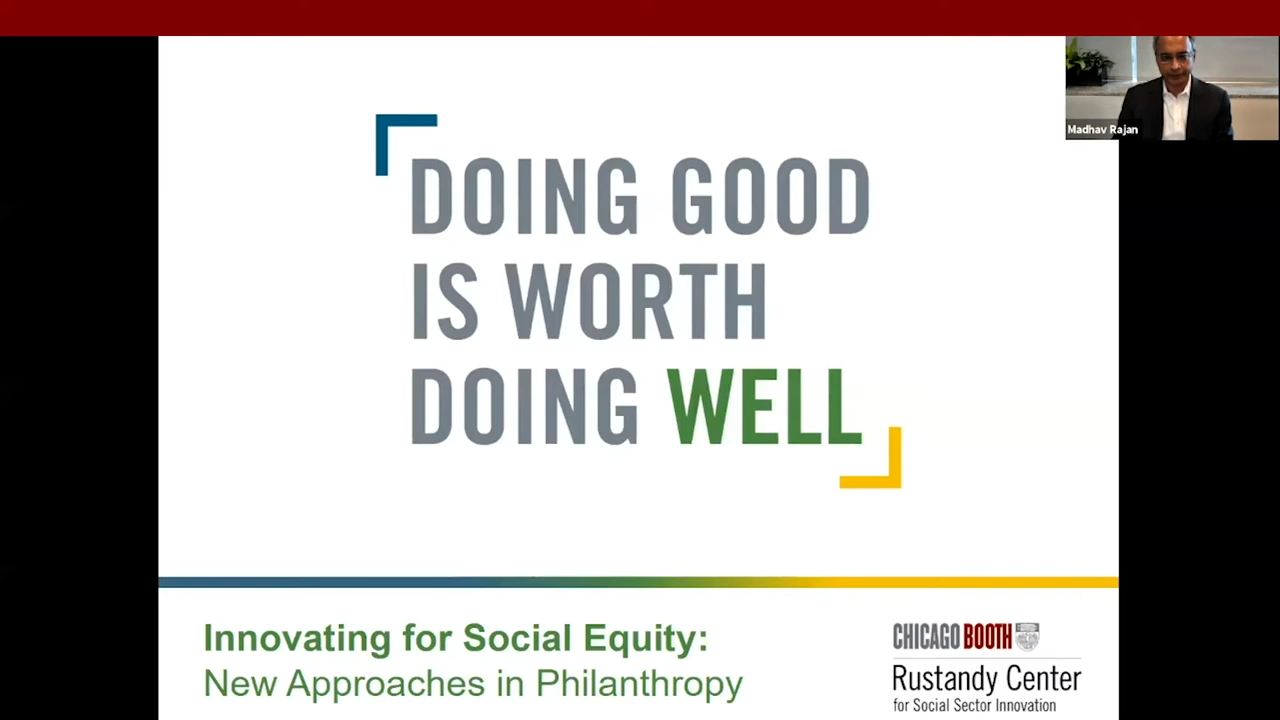 Madhav Rajan
DOING GOOD
IS WORTH
DOING WELL
Innovating for Social Equity:
New Approaches in Philanthropy
CHICAGO BOOTH
Rustandy Center
for Social Sector Innovation